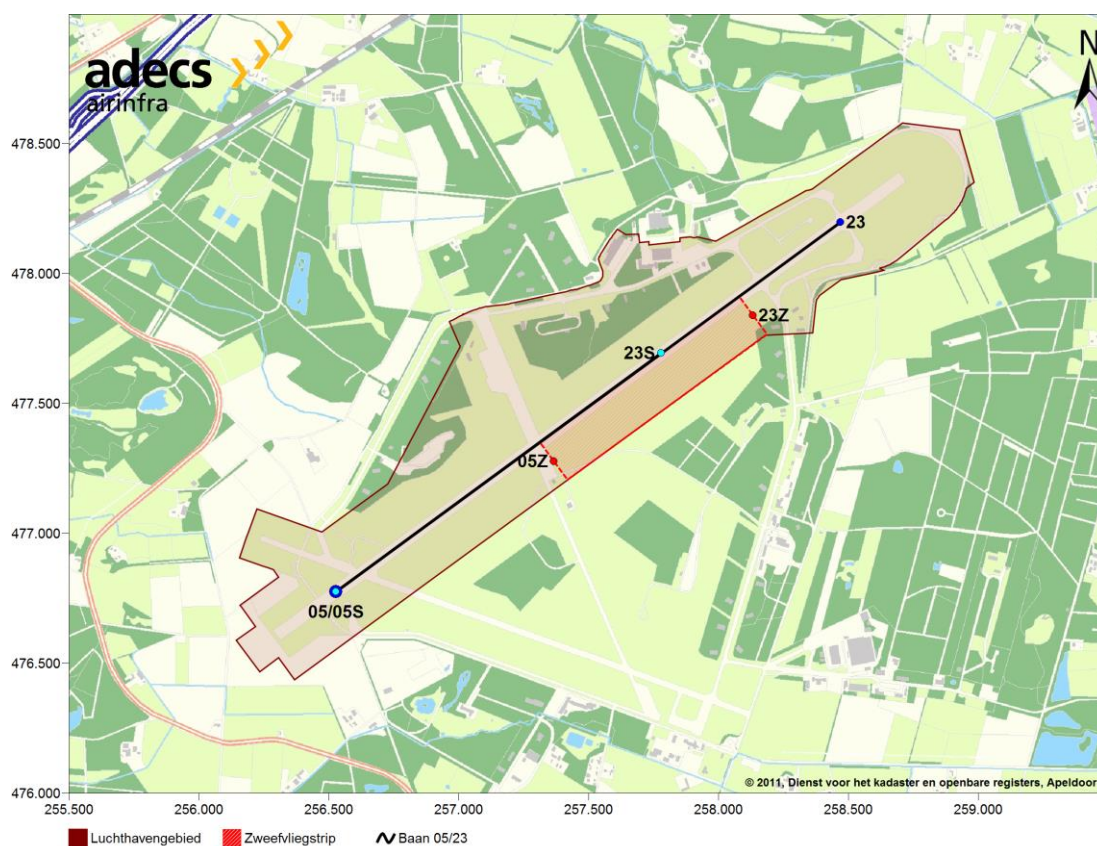 adecs
airinfra
N
478.500
23
478.000
23Z
23S
477.500
05Z
477.000
05/05S
476.500
© 2011, Dienst voor het kadaster en openbare registers, Apeldoor
476.000
255.500 256.000 256.500 257.000 257.500 258.000 258.500 259.000
Luchthavengebied Zweefvliegstrip Baan 05/23